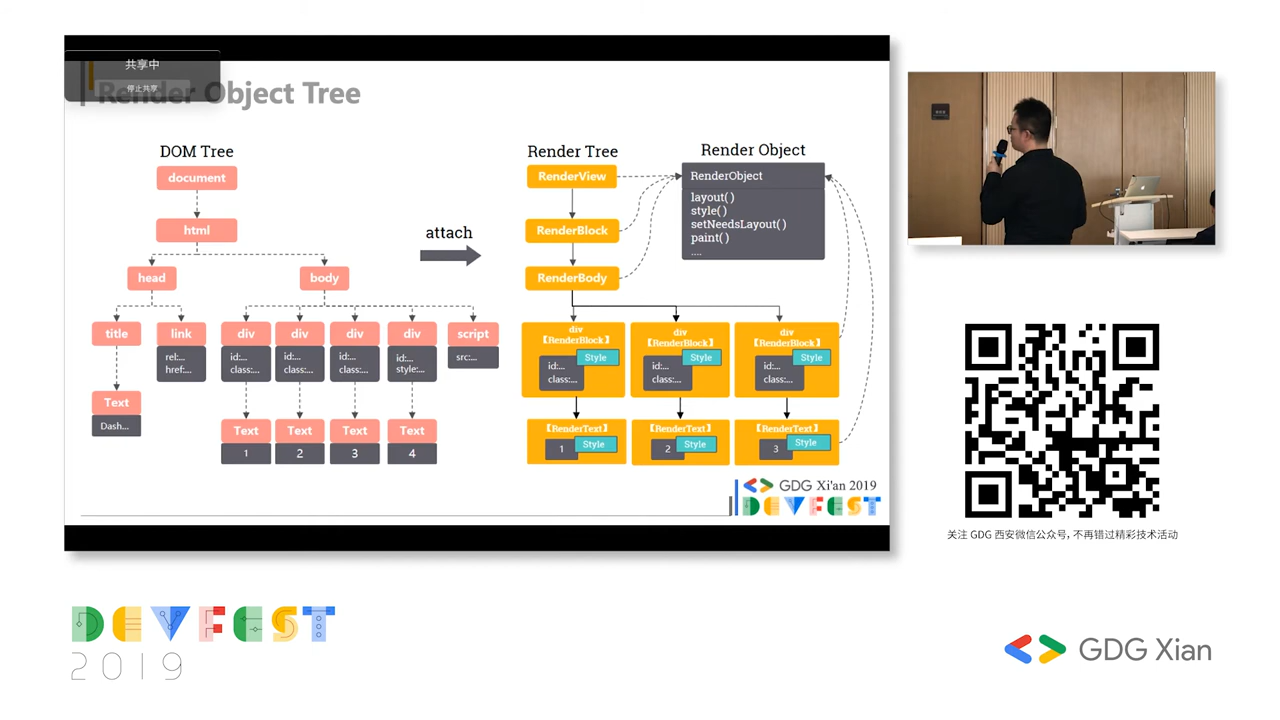 共享中
停止共享
Render Object Tree
DOM Tree
document
html
head
body
title
link
rel:...
href:...
div
id:...
class:...
div
id:...
class:...
div
id:...
class:...
div
id:...
style:...
script
src:...
Text
Dash...
Text
1
Text
2
Text
3
Text
4
attach
Render Tree
RenderView
RenderBlock
RenderBody
Render Object
RenderObject
layout( )
style( )
setNeedsLayout( )
paint( )
....
div
【RenderBlock】
Style
id:...
class:...
div
【RenderBlock】
Style
id:...
class:...
div
【RenderBlock】
Style
id:...
class:...
【RenderText】
1
Style
【RenderText】
2
Style
【RenderText】
3
Style
GDG Xi'an 2019
DEVFEST
关注 GDG 西安微信公众号, 不再错过精彩技术活动
DEVFEST
2019
GDG Xian